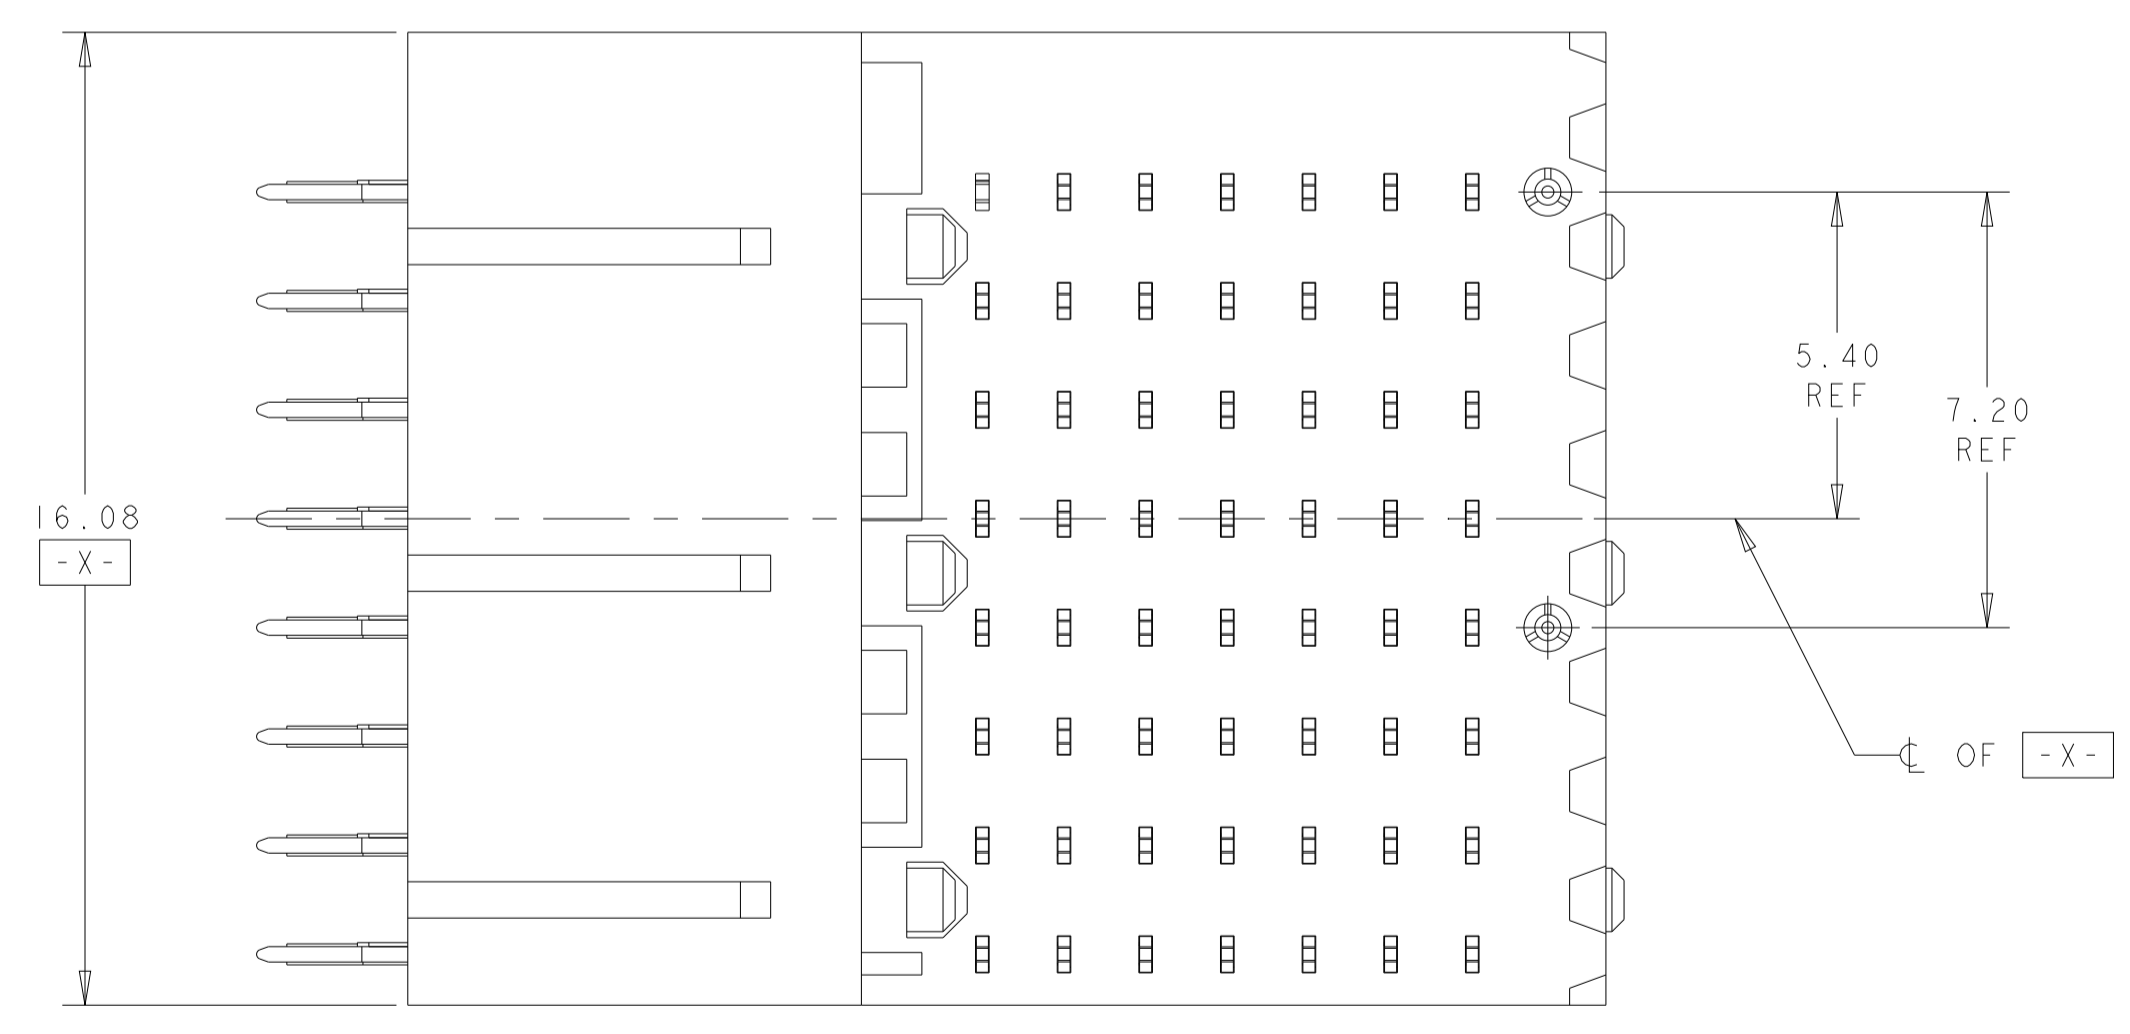 16.08
-X-
5.40
REF
7.20
REF
℄ OF -X-